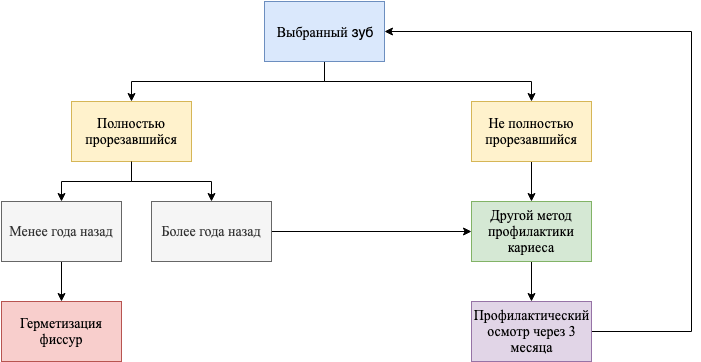 Выбранный зуб
Полностью
прорезавшийся
Не полностью
прорезавшийся
Менее года назад
Более года назад
Другой метод
профилактики
кариеса
Герметизация
фиссур
Профилактический
осмотр через 3
месяца